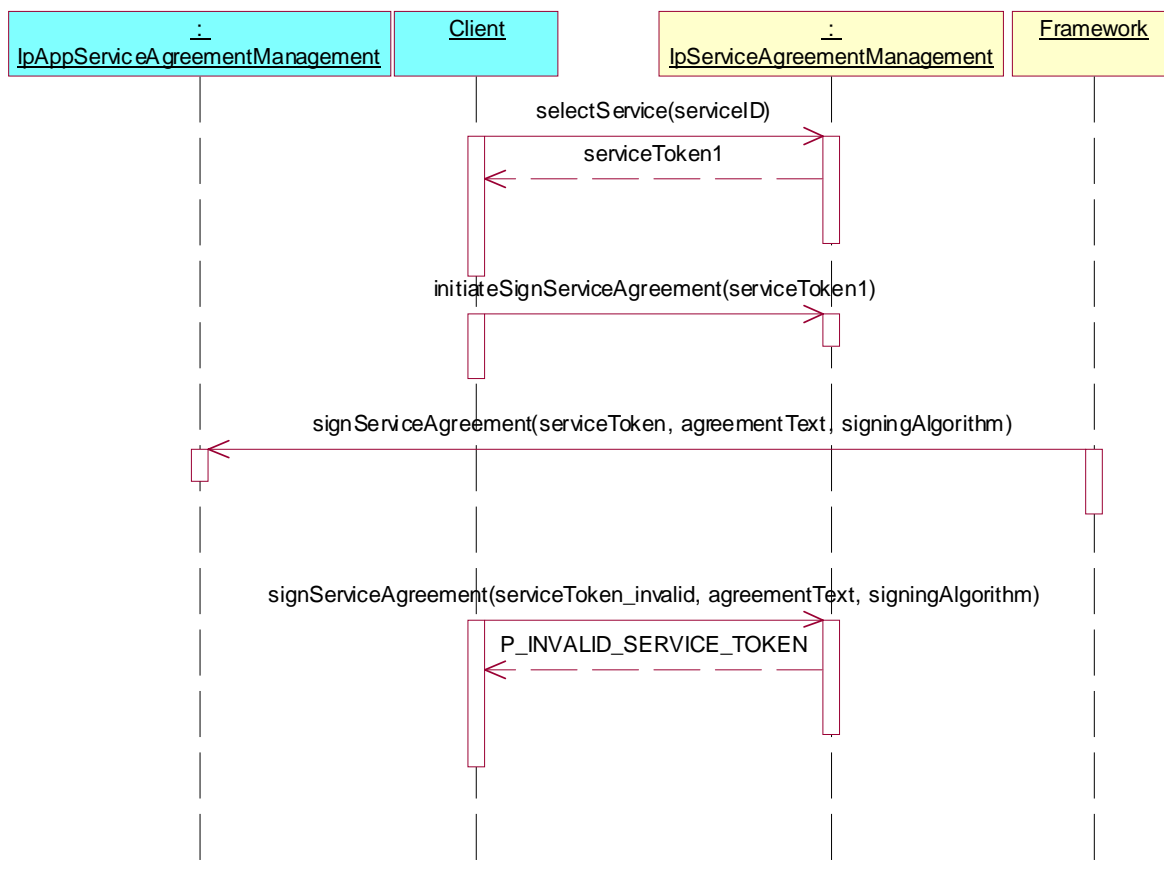 :
IpAppServiceAgreementManagement
Client
:
IpServiceAgreementManagement
Framework
selectService(serviceID)
serviceToken1
initiateSignServiceAgreement(serviceToken1)
signServiceAgreement(serviceToken, agreementText, signingAlgorithm)
signServiceAgreement(serviceToken_invalid, agreementText, signingAlgorithm)
P_INVALID_SERVICE_TOKEN